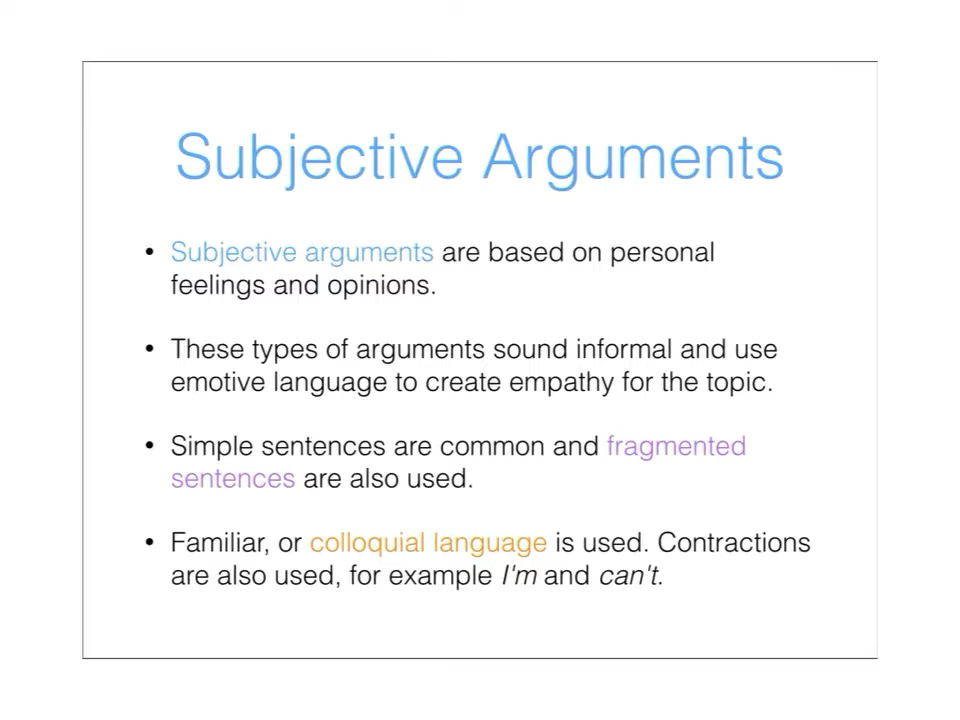 Subjective Arguments
• Subjective arguments are based on personal
feelings and opinions.
• These types of arguments sound informal and use
emotive language to create empathy for the topic.
• Simple sentences are common and fragmented
sentences are also used.
• Familiar, or colloquial language is used. Contractions
are also used, for example I'm and can't.